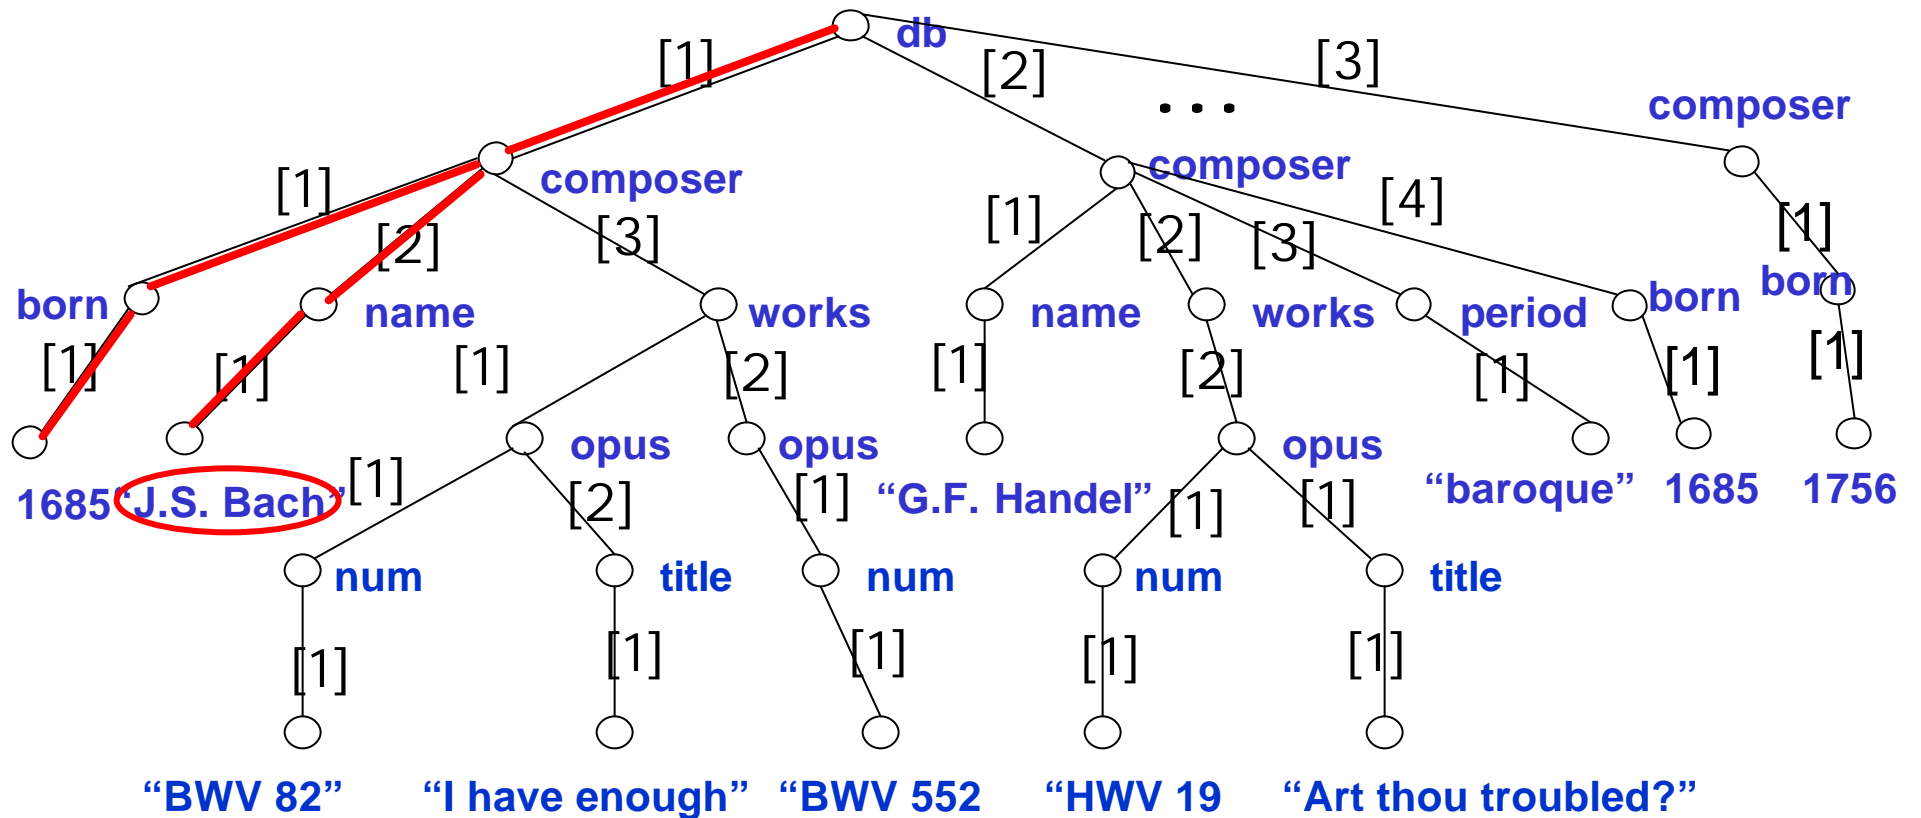 db
[1] [2] [3]
. . .
composer
composer composer
[1] [2] [3] [1] [2] [3] [4] [1]
born name works name works period born born
[1] [1] [1] [2] [1] [2] [1] [1] [1]
opus opus opus
1685 “J.S. Bach” [1] [2] [1] “G.F. Handel” [1] [1] “baroque” 1685 1756
num title num num title
[1] [1] [1] [1] [1]
“BWV 82” “I have enough” “BWV 552 “HWV 19 “Art thou troubled?”